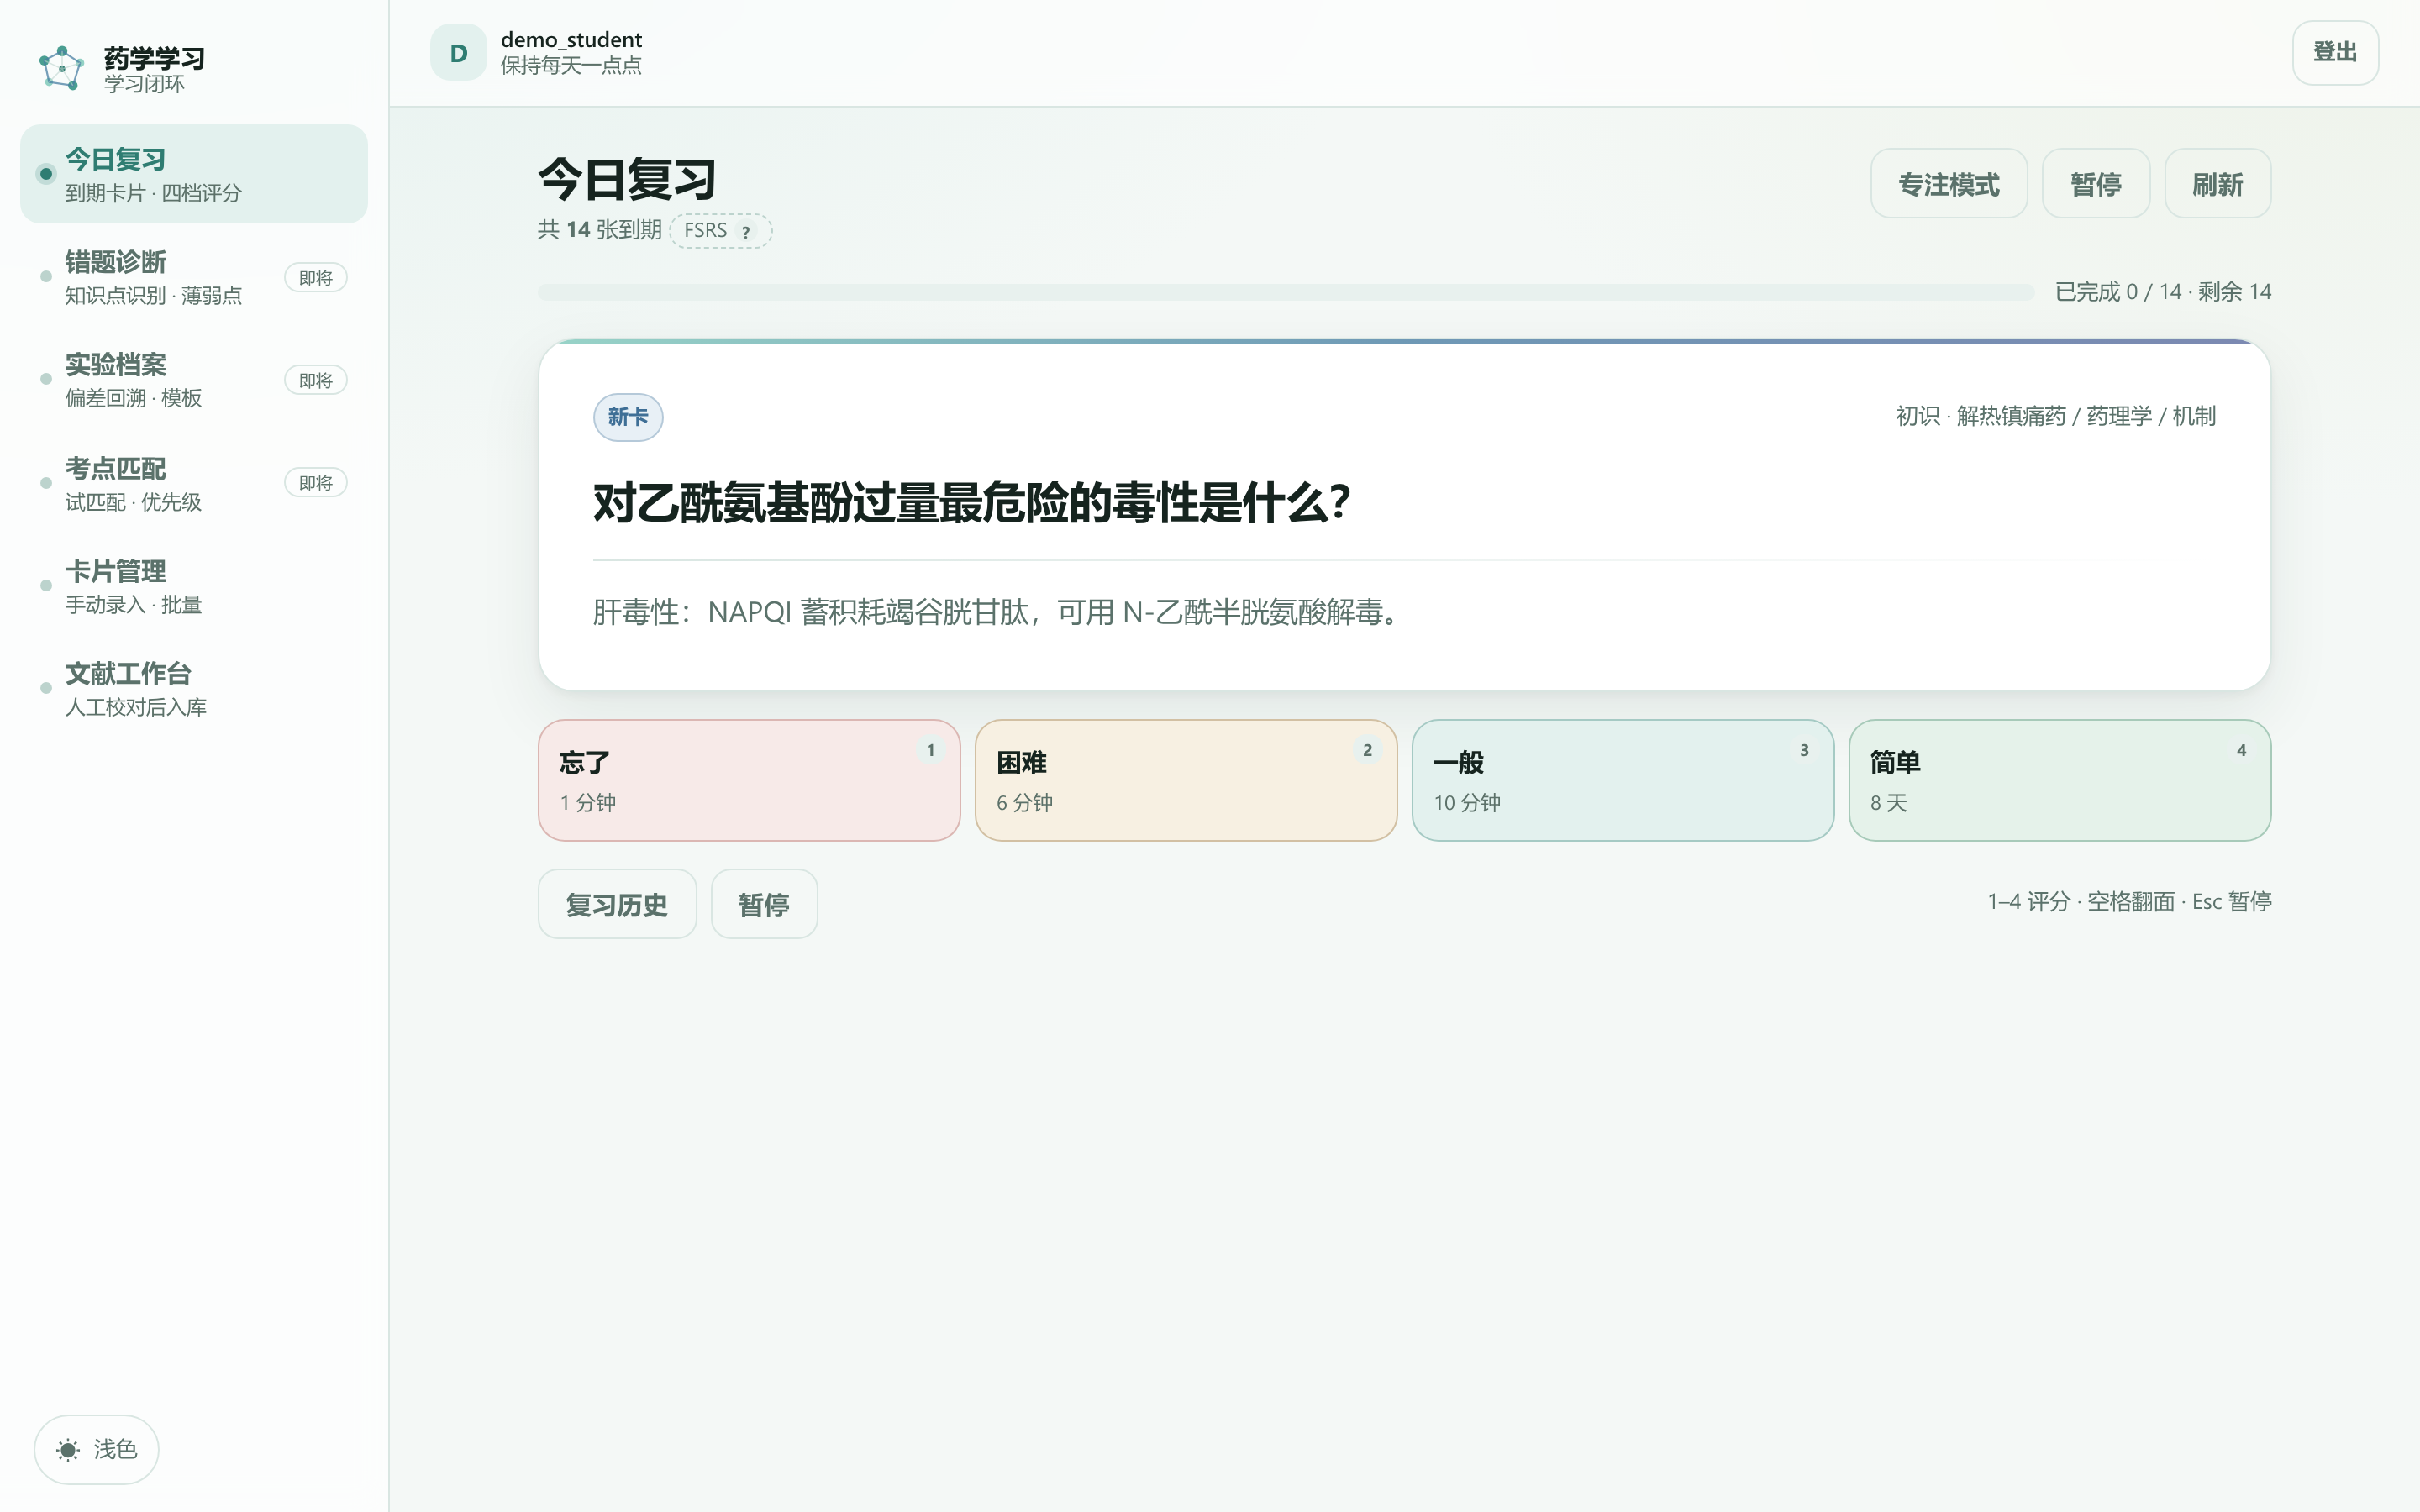 药学学习
学习闭环
今日复习
到期卡片 · 四档评分
错题诊断
知识点识别 · 薄弱点
即将
实验档案
偏差回溯 · 模板
即将
考点匹配
试匹配 · 优先级
即将
卡片管理
手动录入 · 批量
文献工作台
人工校对后入库
浅色
D
demo_student
保持每天一点点
登出
今日复习
共 14 张到期 FSRS ?
专注模式
暂停
刷新
已完成 0 / 14 · 剩余 14
新卡
初识 · 解热镇痛药 / 药理学 / 机制
对乙酰氨基酚过量最危险的毒性是什么？
肝毒性：NAPQI 蓄积耗竭谷胱甘肽，可用 N-乙酰半胱氨酸解毒。
忘了
1
1 分钟
困难
2
6 分钟
一般
3
10 分钟
简单
4
8 天
复习历史
暂停
1–4 评分 · 空格翻面 · Esc 暂停